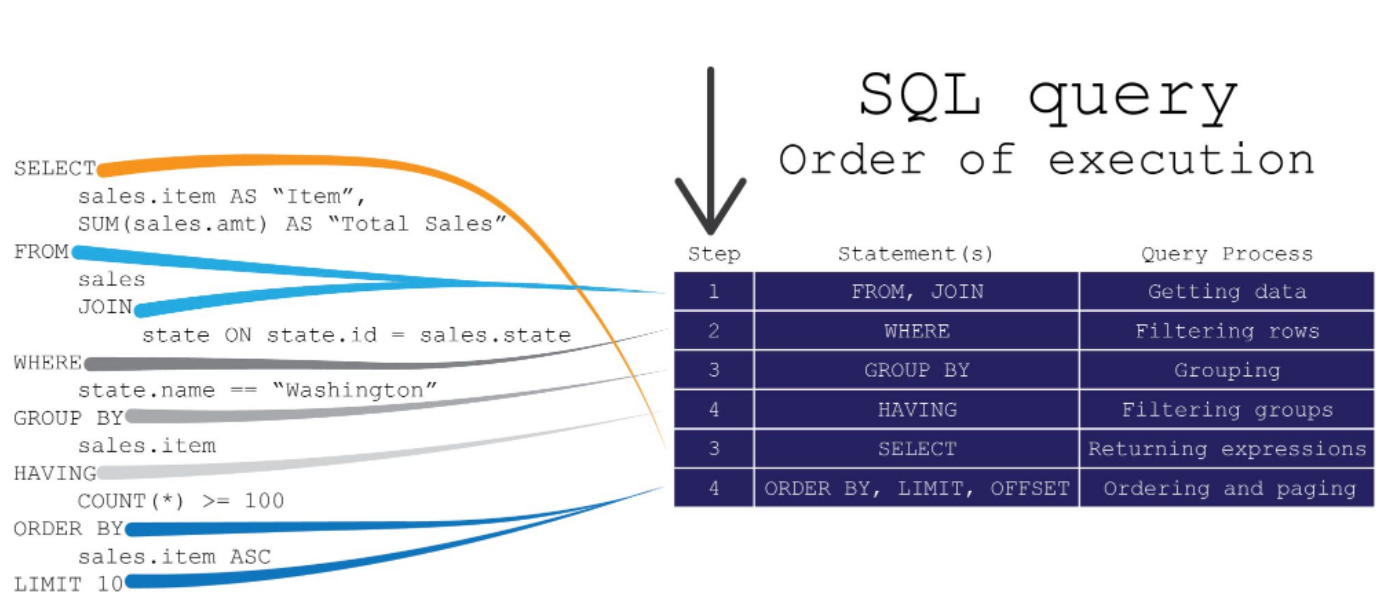 SQL query
Order of execution
SELECT
sales.item AS “Item”,
SUM(sales.amt) AS “Total Sales”
FROM
sales
JOIN
state ON state.id = sales.state
WHERE
state.name == “Washington”
GROUP BY
sales.item
HAVING
COUNT(*) >= 100
ORDER BY
sales.item ASC
LIMIT 10
Step Statement(s) Query Process
1 FROM, JOIN Getting data
2 WHERE Filtering rows
3 GROUP BY Grouping
4 HAVING Filtering groups
3 SELECT Returning expressions
4 ORDER BY, LIMIT, OFFSET Ordering and paging